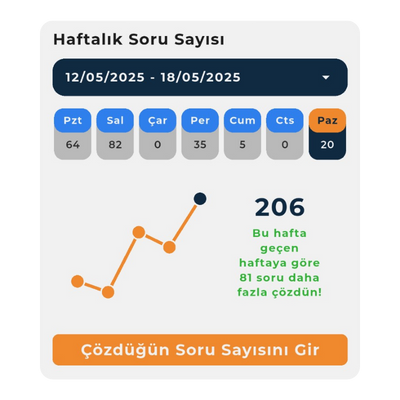 Haftalık Soru Sayısı
12/05/2025 - 18/05/2025
Pzt Sal Çar Per Cum Cts Paz
64 82 0 35 5 0 20
206
Bu hafta
geçen
haftaya göre
81 soru daha
fazla çözdün!
Çözdüğün Soru Sayısını Gir